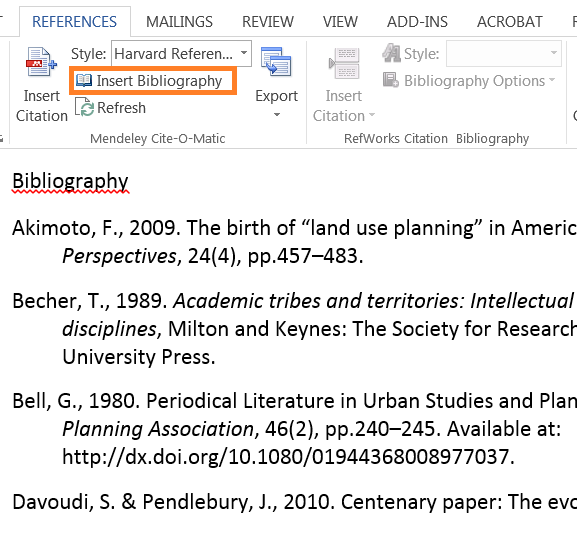 REFERENCES MAILINGS REVIEW VIEW ADD-INS ACROBAT
Style: Harvard Referen... Style:
Insert Bibliography Bibliography Options
Insert Citation Refresh Export Insert Citation
Mendeley Cite-O-Matic RefWorks Citation Bibliography
Bibliography
Akimoto, F., 2009. The birth of “land use planning” in Americ
Perspectives, 24(4), pp.457–483.
Becher, T., 1989. Academic tribes and territories: Intellectual
disciplines, Milton and Keynes: The Society for Research
University Press.
Bell, G., 1980. Periodical Literature in Urban Studies and Plan
Planning Association, 46(2), pp.240–245. Available at:
http://dx.doi.org/10.1080/01944368008977037.
Davoudi, S. & Pendlebury, J., 2010. Centenary paper: The evo